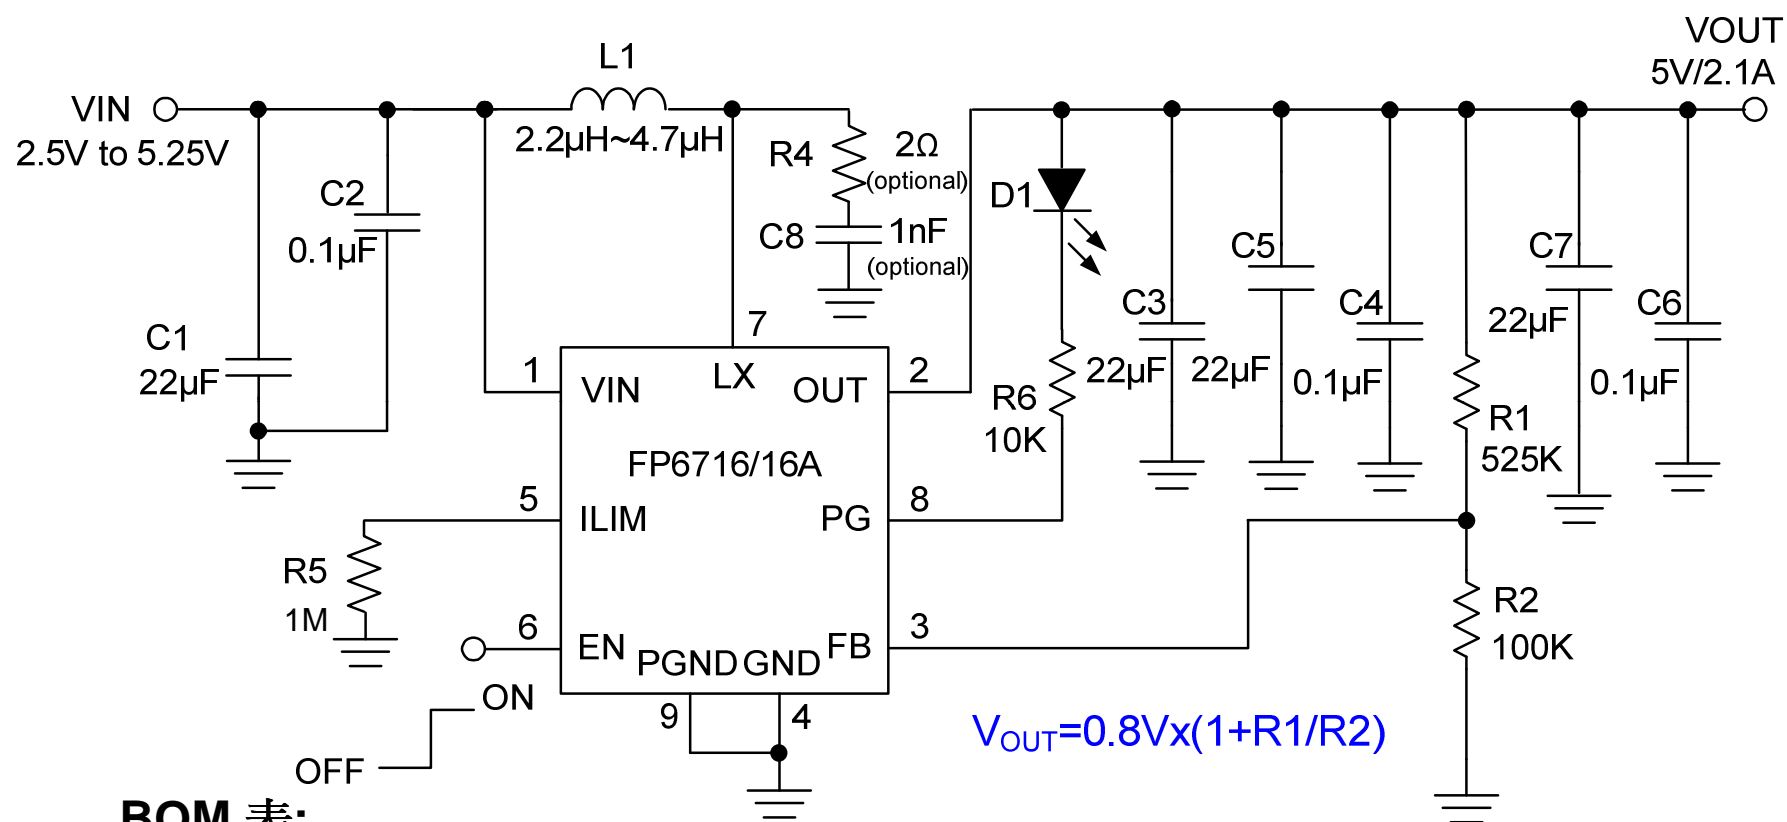 VOUT
5V/2.1A
L1
VIN
2.5V to 5.25V
2.2µH~4.7µH
R4
2Ω
(optional)
C2
0.1µF
D1
C8
1nF
(optional)
C5
C7
C3
C4
C6
C1
22µF
7
1
VIN
LX
OUT
2
22µF
22µF
0.1µF
22µF
0.1µF
R6
10K
R1
525K
FP6716/16A
5
ILIM
PG
8
R5
1M
6
EN
PGND
GND
FB
3
R2
100K
ON
OFF
9
4
VOUT=0.8Vx(1+R1/R2)
BOM 表: